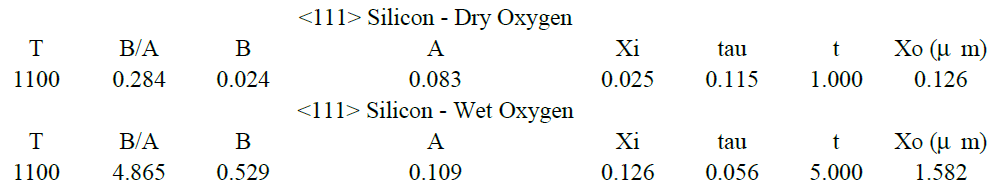 <111> Silicon - Dry Oxygen
T B/A B A Xi tau t Xo (μ m)
1100 0.284 0.024 0.083 0.025 0.115 1.000 0.126
<111> Silicon - Wet Oxygen
T B/A B A Xi tau t Xo (μ m)
1100 4.865 0.529 0.109 0.126 0.056 5.000 1.582